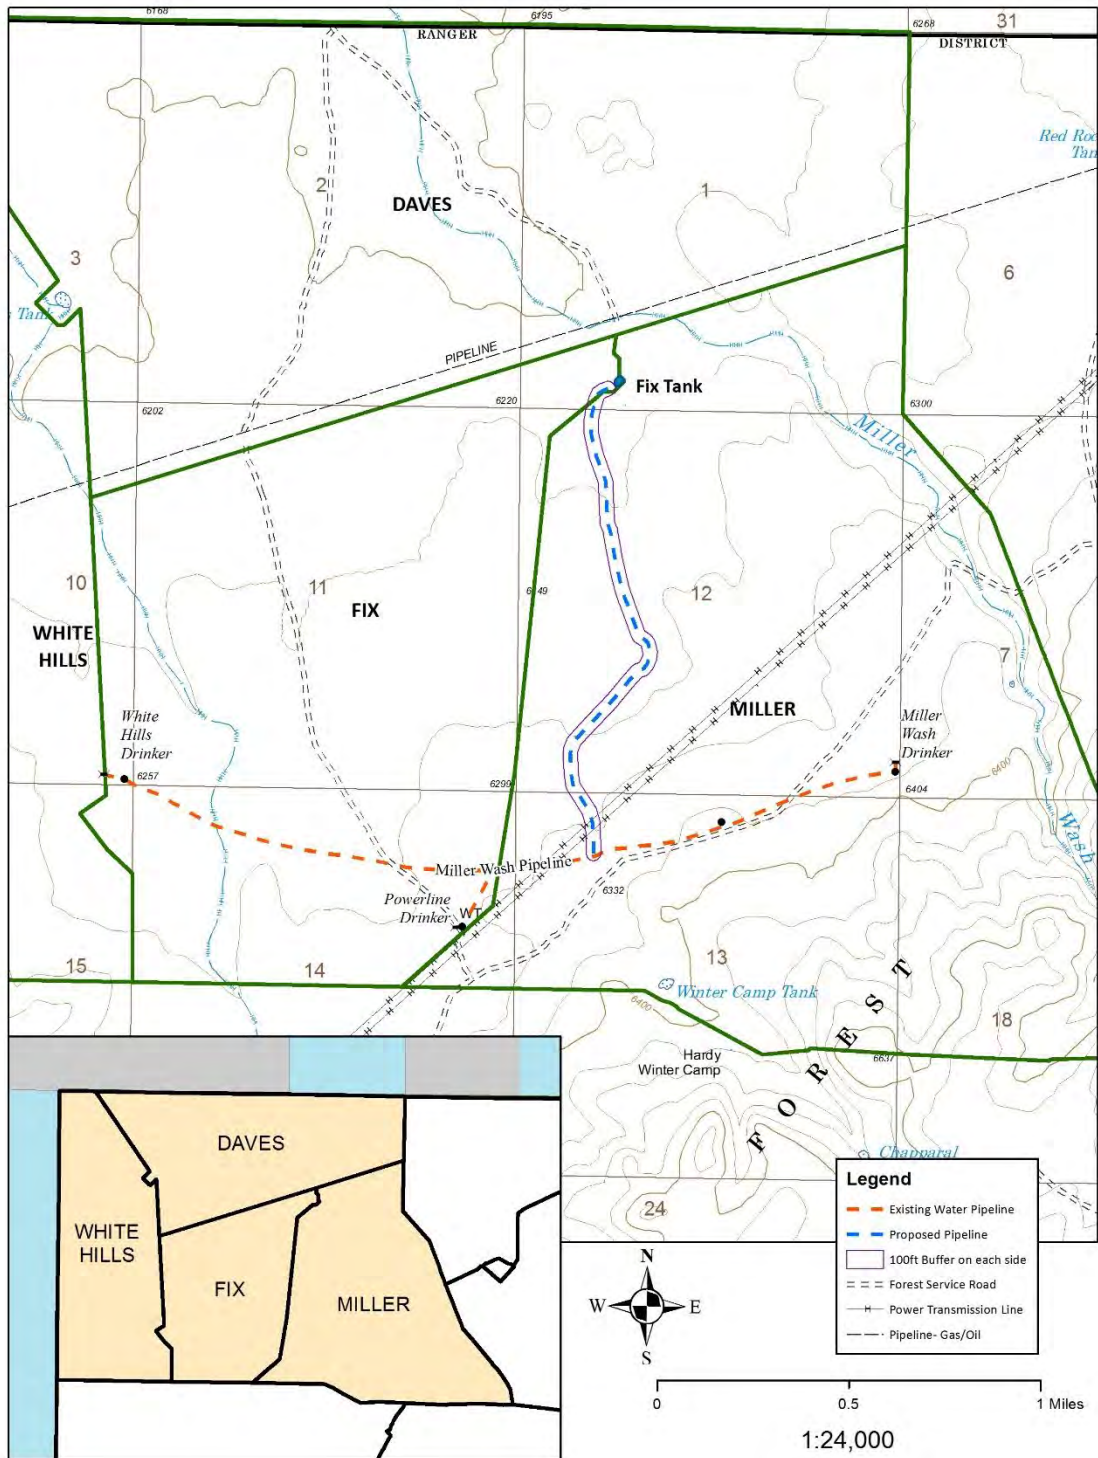 6168
6195
6268
31
RANGER
DISTRICT
Red Roc
Tan
2
DAVES
1
3
6
s Tank
PIPELINE
Fix Tank
6202
6220
6300
Miller
10
11
FIX
12
WHITE
HILLS
7
MILLER
White
Hills
Drinker
Miller
Wash
Drinker
6257
6299
6400
6404
Wash
Miller Wash Pipeline
Powerline
Drinker
WT
6332
15
14
13
Winter Camp Tank
6400
18
FOREST
Hardy
Winter Camp
6637
Chapparal
24
DAVES
WHITE
HILLS
FIX
MILLER
Legend
Existing Water Pipeline
Proposed Pipeline
100ft Buffer on each side
Forest Service Road
Power Transmission Line
Pipeline- Gas/Oil
N
W
E
S
0
0.5
1 Miles
1:24,000